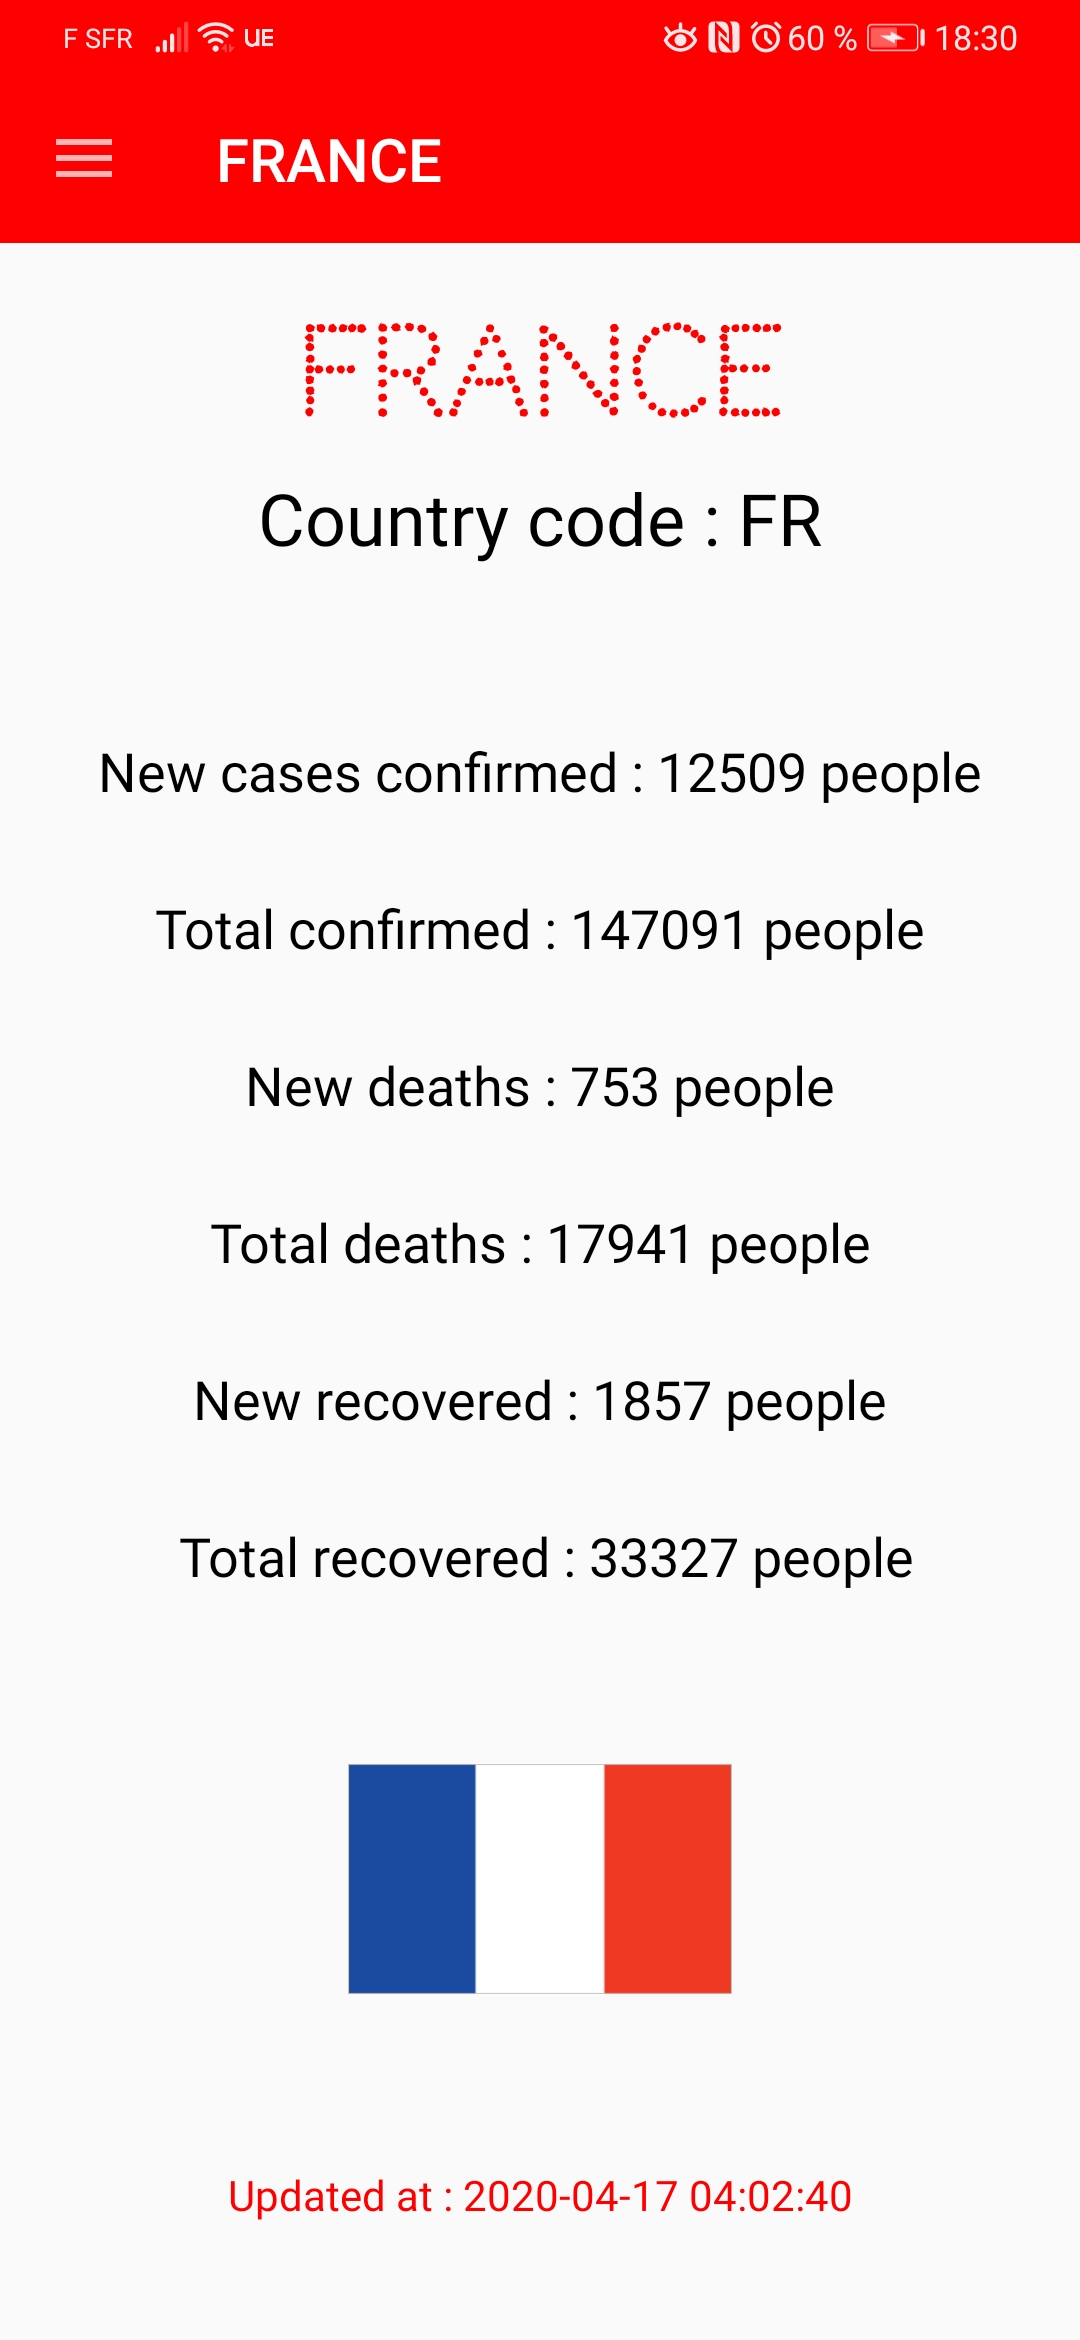 F SFR UE 60 % 18:30
FRANCE
FRANCE
Country code : FR
New cases confirmed : 12509 people
Total confirmed : 147091 people
New deaths : 753 people
Total deaths : 17941 people
New recovered : 1857 people
Total recovered : 33327 people
Updated at : 2020-04-17 04:02:40